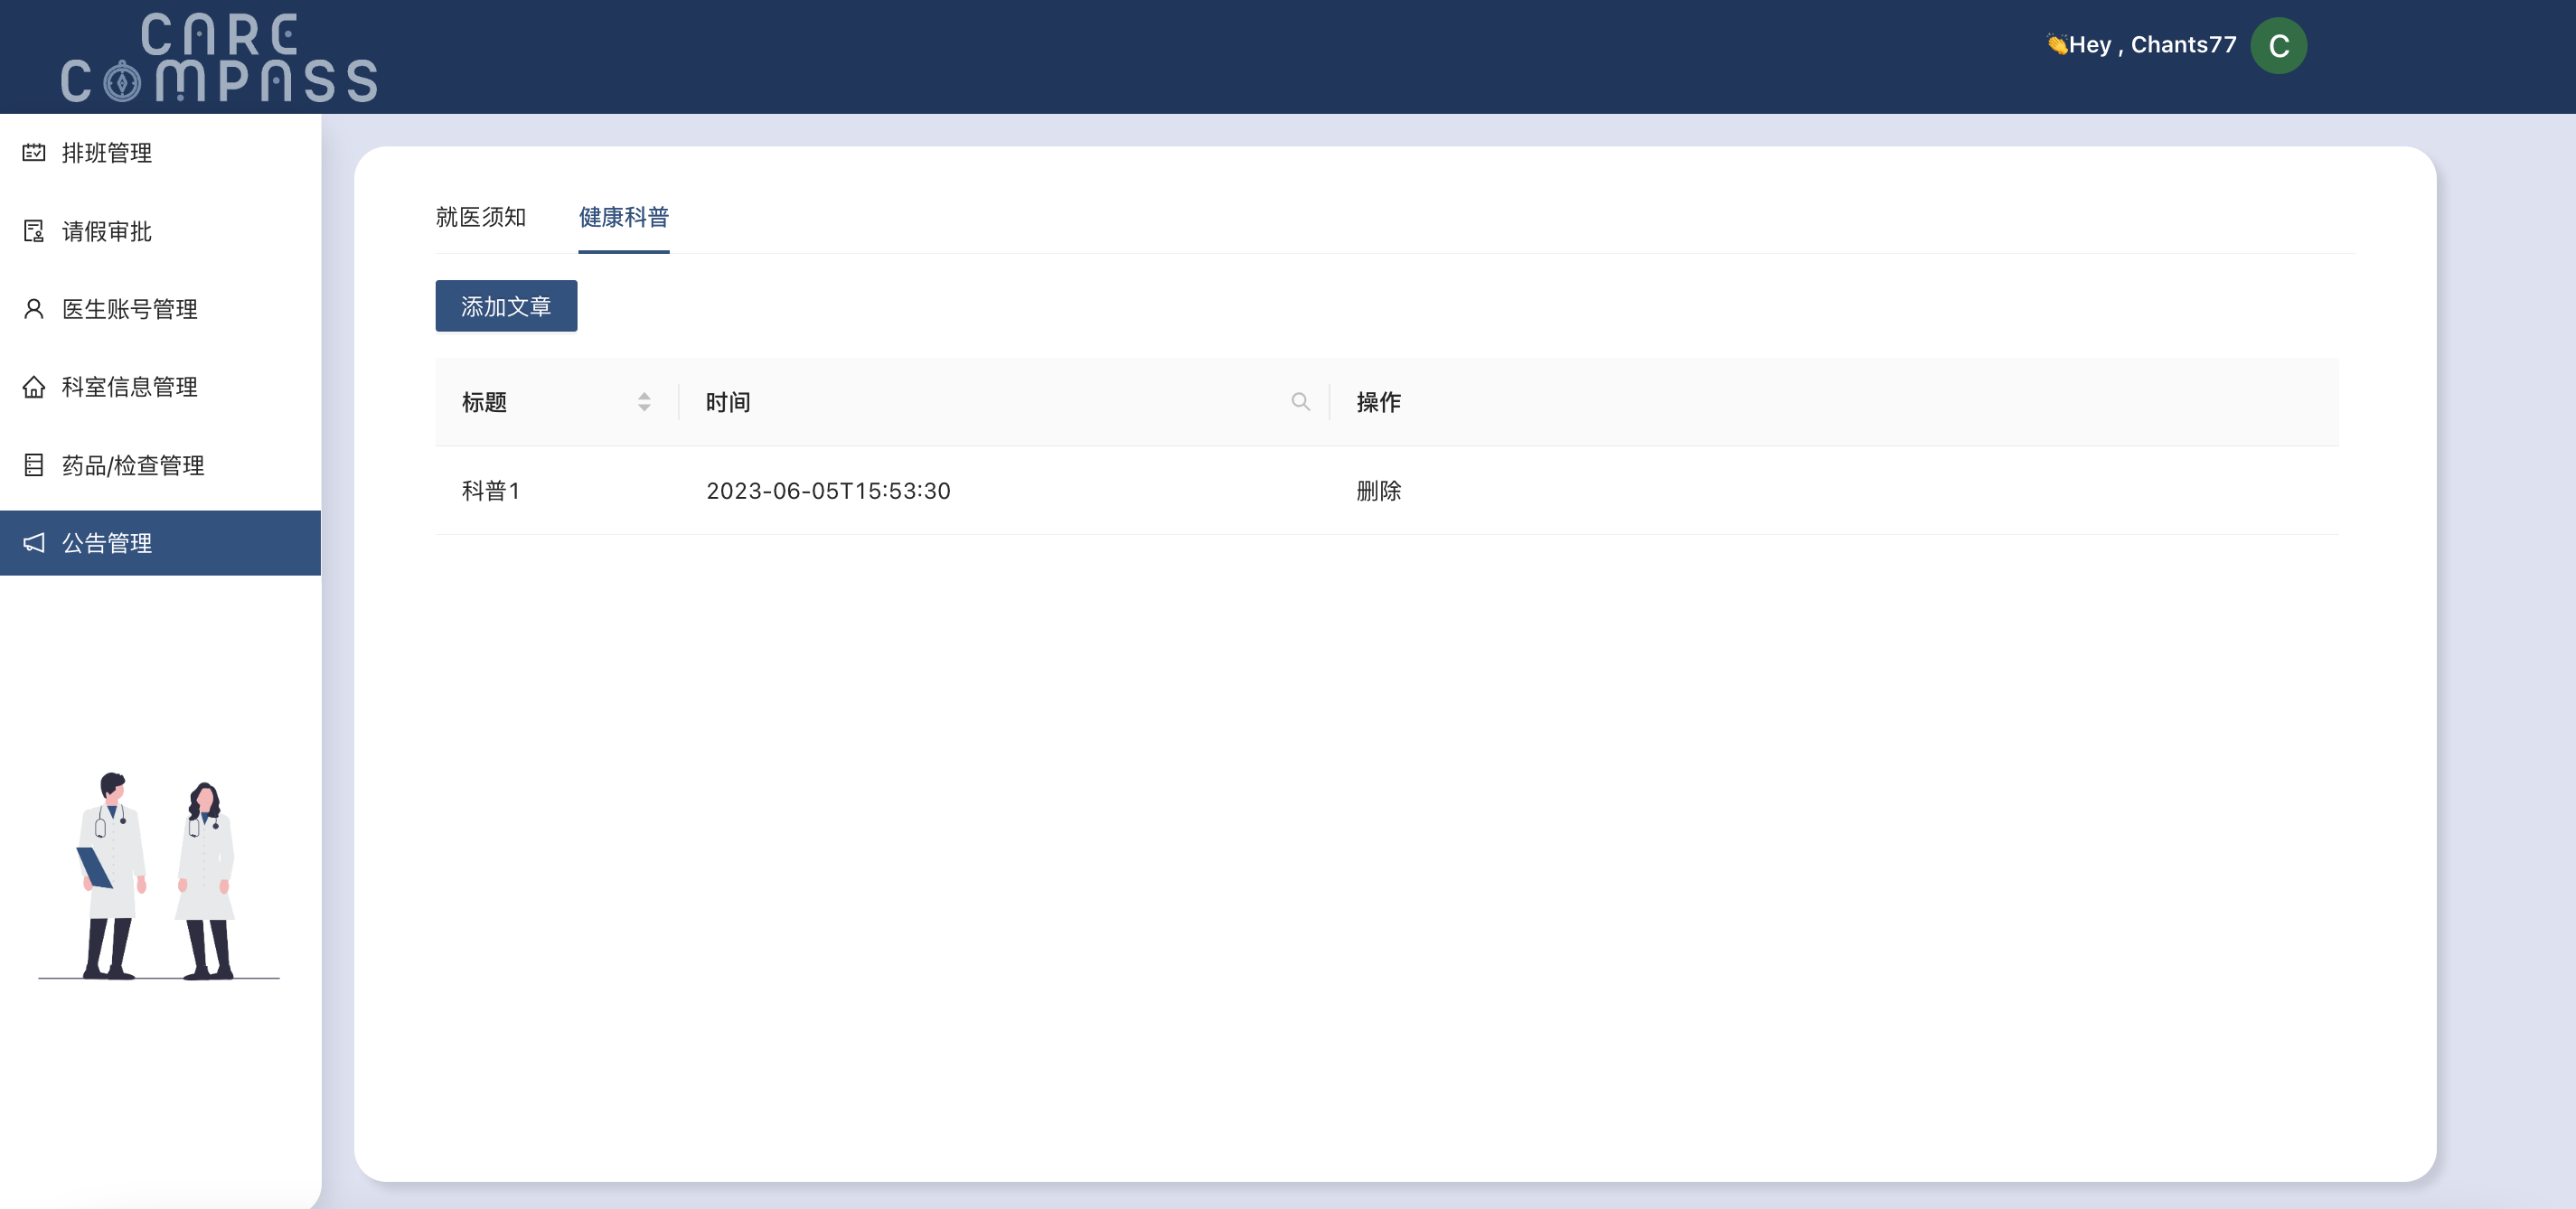 CARE
COMPASS
👏Hey , Chants77
C
排班管理
请假审批
医生账号管理
科室信息管理
药品/检查管理
公告管理
就医须知 健康科普
添加文章
标题 时间 操作
科普1 2023-06-05T15:53:30 删除